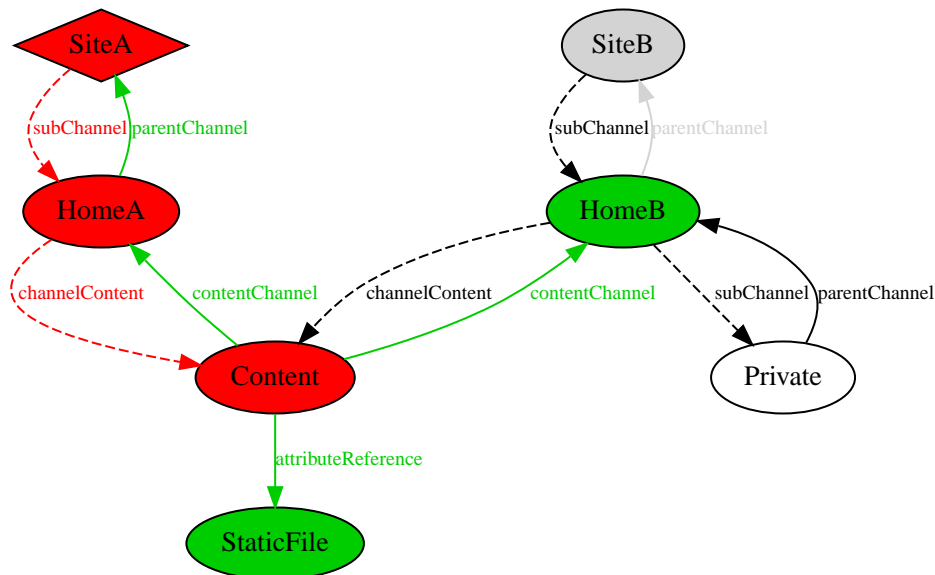 SiteA
SiteB
subChannel
parentChannel
subChannel
parentChannel
HomeA
HomeB
channelContent
contentChannel
channelContent
contentChannel
subChannel
parentChannel
Content
Private
attributeReference
StaticFile